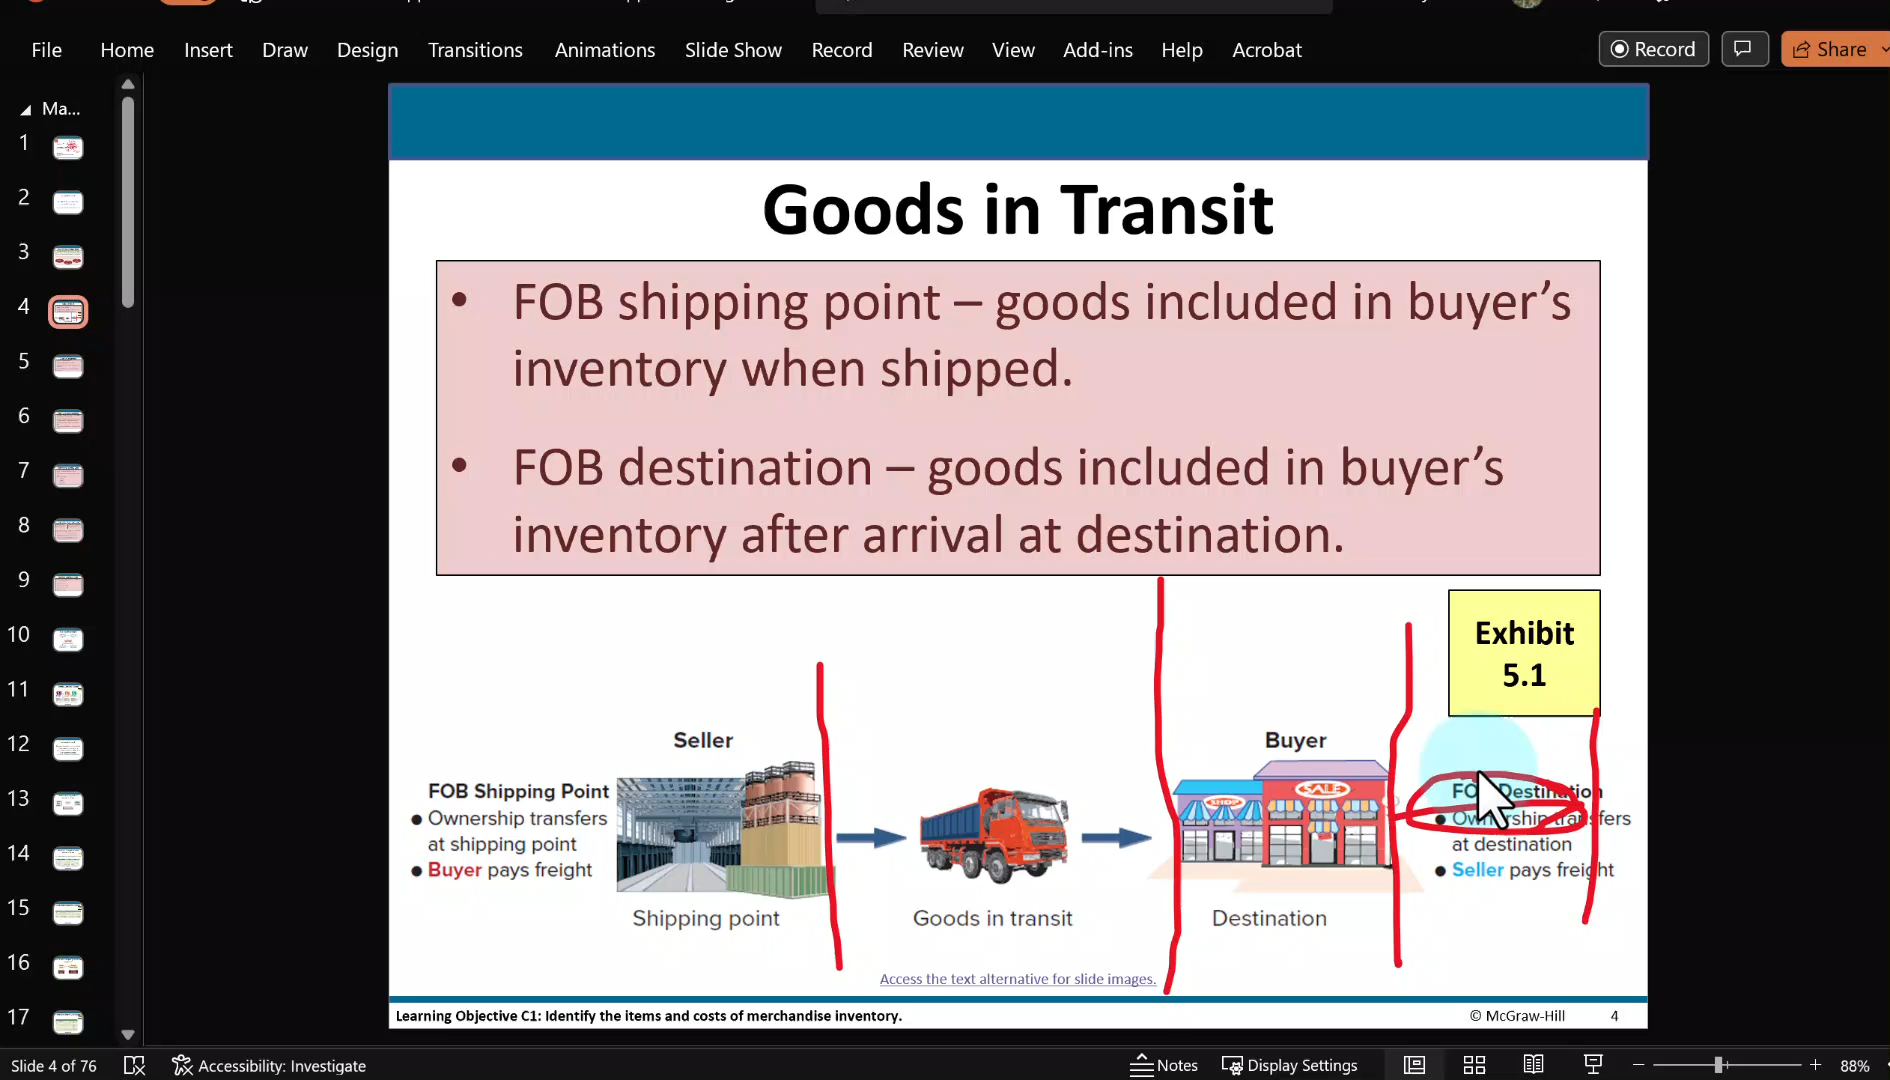 File Home Insert Draw Design Transitions Animations Slide Show Record Review View Add-ins Help Acrobat Record Share
Ma...
1
2
3
4
5
6
7
8
9
10
11
12
13
14
15
16
17
Goods in Transit
• FOB shipping point – goods included in buyer's
inventory when shipped.
• FOB destination – goods included in buyer's
inventory after arrival at destination.
Exhibit
5.1
Seller
Buyer
FOB Shipping Point
● Ownership transfers
at shipping point
● Buyer pays freight
SHOP
SALE
Destination
● Ownership transfers
at destination
● Seller pays freight
Shipping point
Goods in transit
Destination
Access the text alternative for slide images.
Learning Objective C1: Identify the items and costs of merchandise inventory.
© McGraw-Hill 4
Slide 4 of 76 Accessibility: Investigate Notes Display Settings 88%